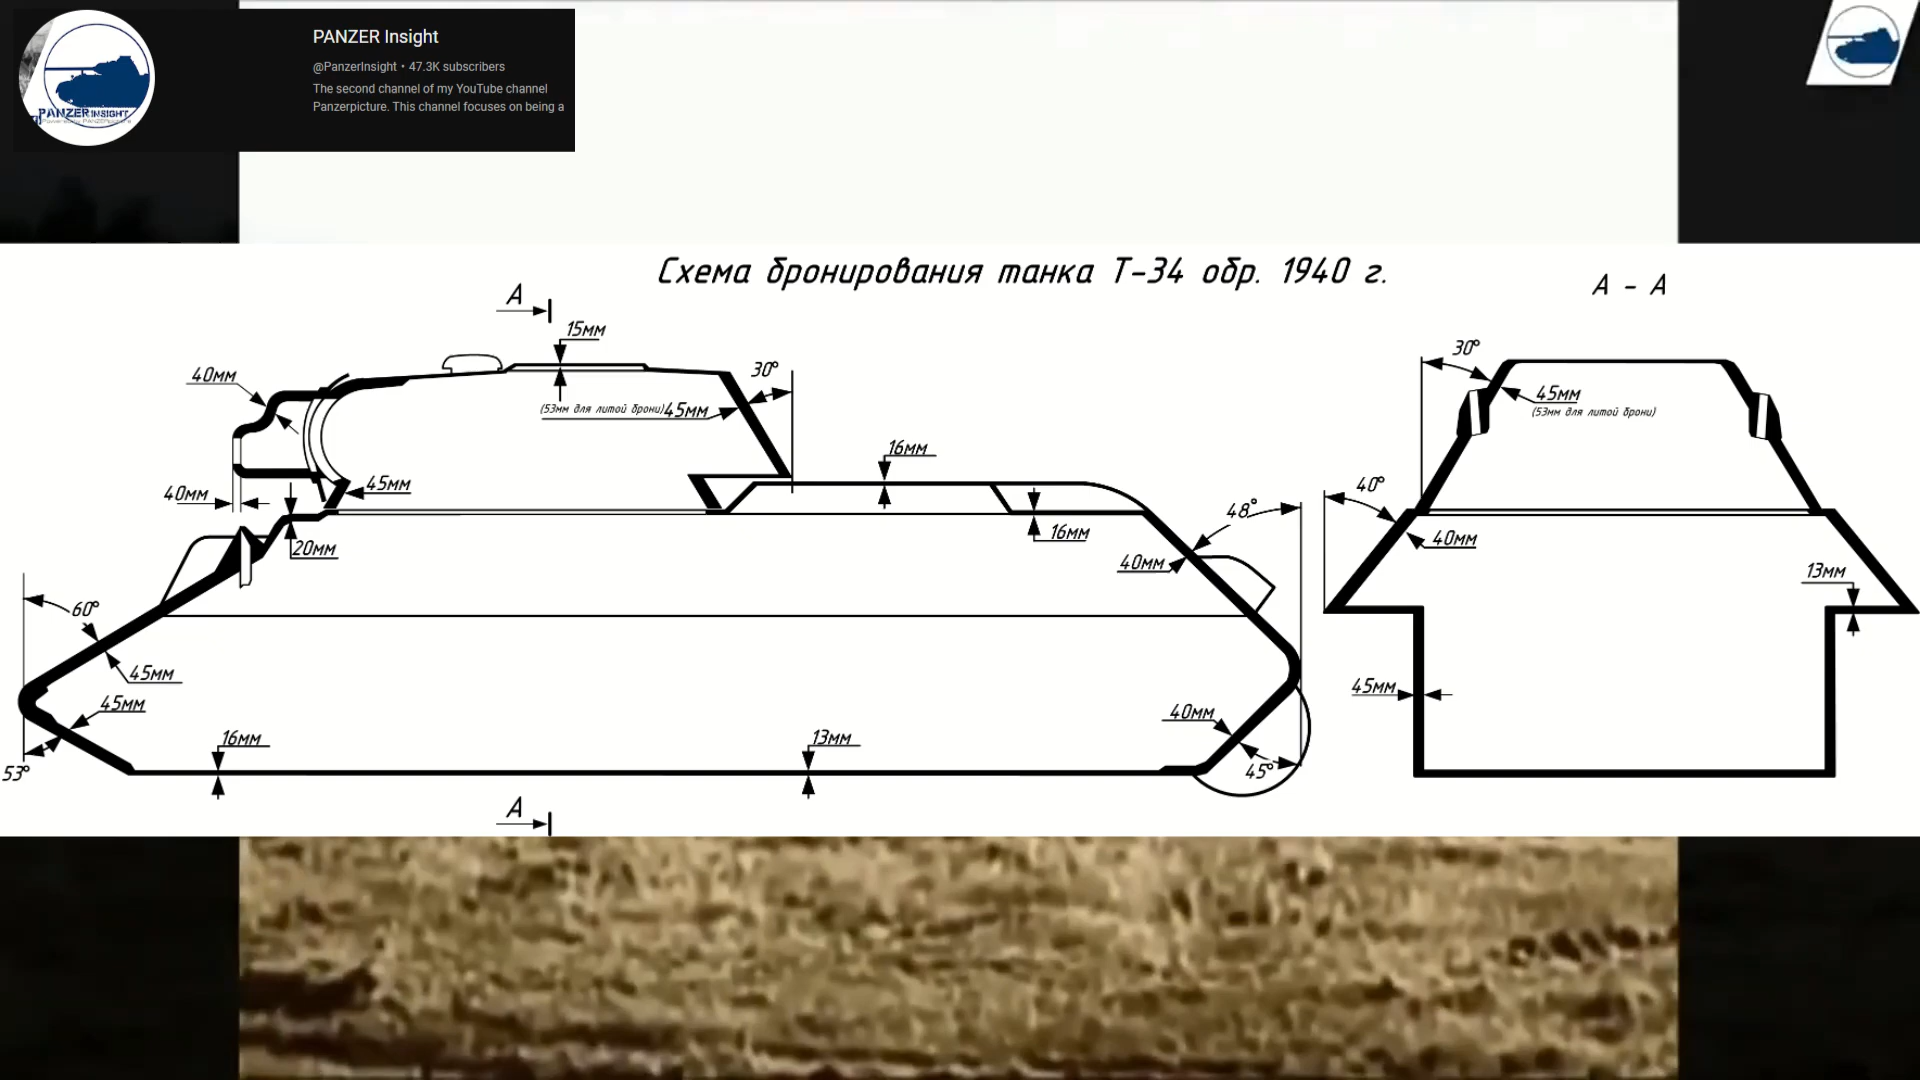 PANZER Insight
@PanzerInsight • 47.3K subscribers
The second channel of my YouTube channel
Panzerpicture. This channel focuses on being a
PANZER INSIGHT
Схема бронирования танка Т-34 обр. 1940 г.
А - А
А
15мм
30°
40мм
(53мм для литой брони)45мм
30°
45мм
(53мм для литой брони)
16мм
40мм
45мм
40°
48°
20мм
16мм
40мм
40мм
13мм
60°
45мм
45мм
45мм
40мм
16мм
13мм
53°
45°
А